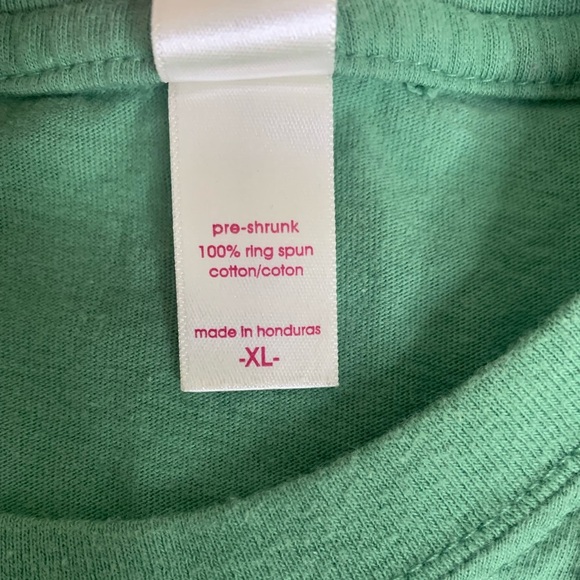 pre-shrunk
100% ring spun
cotton/coton
made in honduras
-XL-